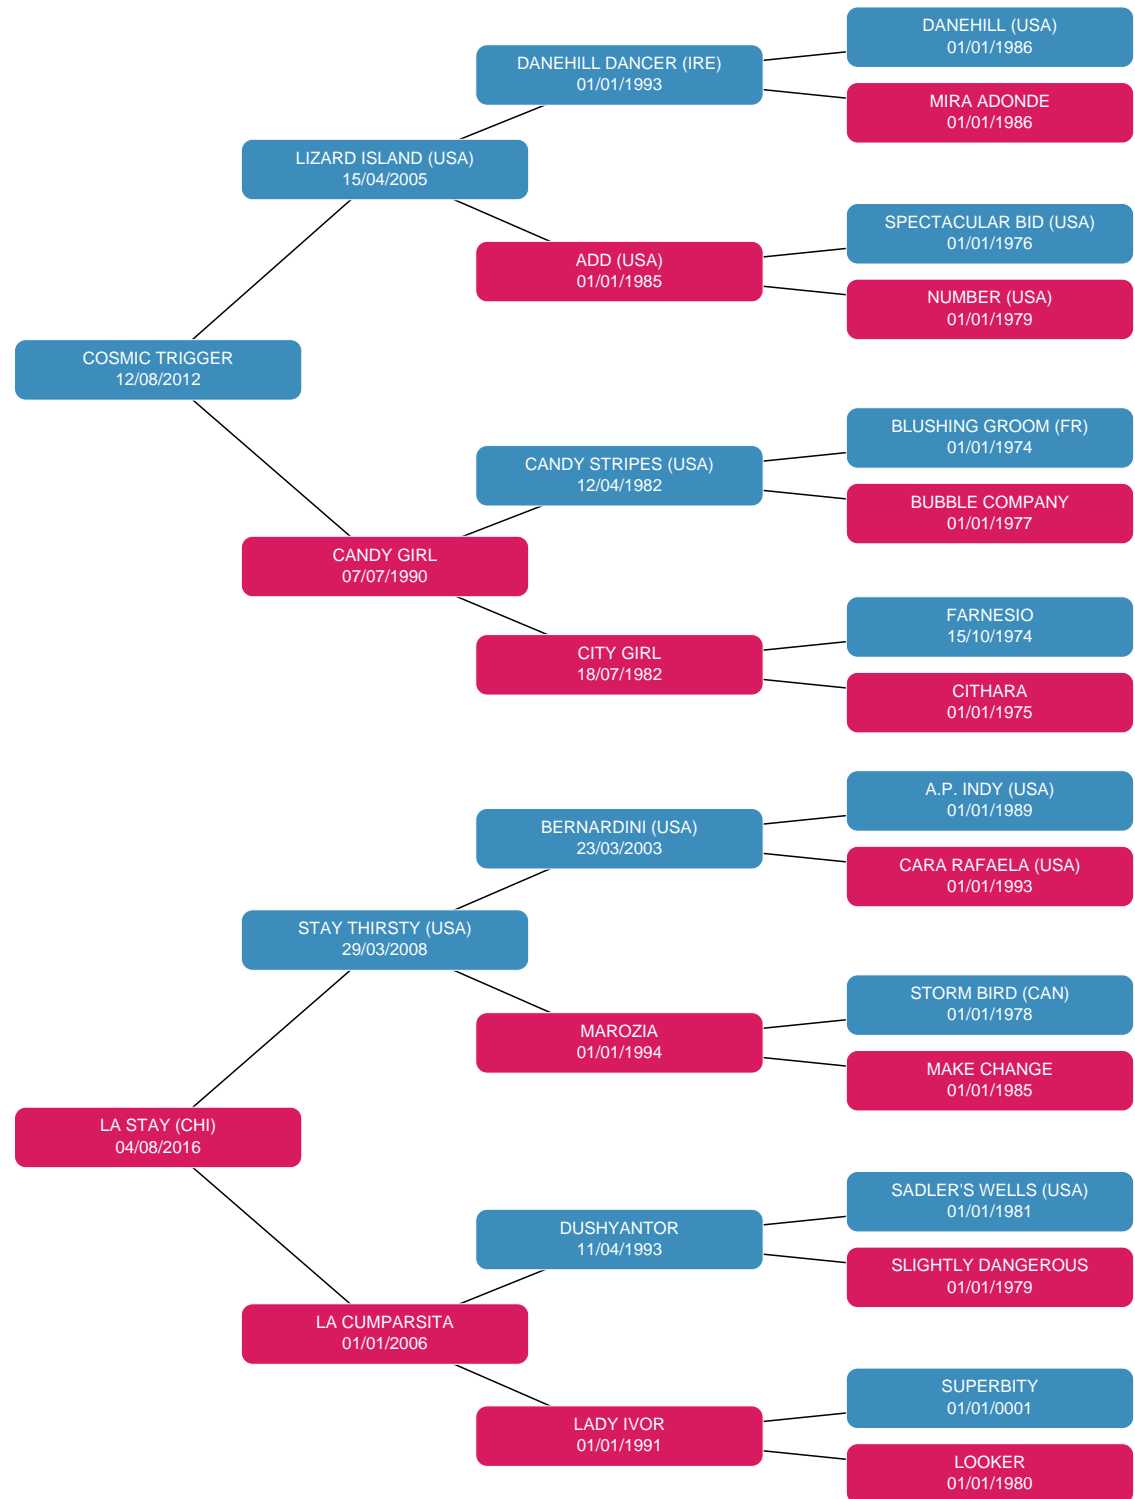 DANEHILL (USA)
01/01/1986
DANEHILL DANCER (IRE)
01/01/1993
MIRA ADONDE
01/01/1986
LIZARD ISLAND (USA)
15/04/2005
SPECTACULAR BID (USA)
01/01/1976
ADD (USA)
01/01/1985
NUMBER (USA)
01/01/1979
COSMIC TRIGGER
12/08/2012
BLUSHING GROOM (FR)
01/01/1974
CANDY STRIPES (USA)
12/04/1982
BUBBLE COMPANY
01/01/1977
CANDY GIRL
07/07/1990
FARNESIO
15/10/1974
CITY GIRL
18/07/1982
CITHARA
01/01/1975
A.P. INDY (USA)
01/01/1989
BERNARDINI (USA)
23/03/2003
CARA RAFAELA (USA)
01/01/1993
STAY THIRSTY (USA)
29/03/2008
STORM BIRD (CAN)
01/01/1978
MAROZIA
01/01/1994
MAKE CHANGE
01/01/1985
LA STAY (CHI)
04/08/2016
SADLER'S WELLS (USA)
01/01/1981
DUSHYANTOR
11/04/1993
SLIGHTLY DANGEROUS
01/01/1979
LA CUMPARSITA
01/01/2006
SUPERBITY
01/01/0001
LADY IVOR
01/01/1991
LOOKER
01/01/1980